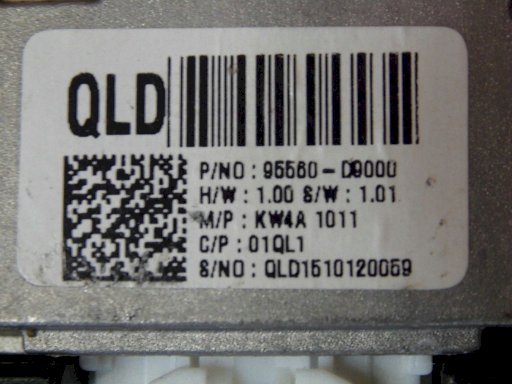 QLD
P/NO : 95560-D9000
H/W : 1.00 S/W : 1.01
M/P : KW4A 1011
C/P : 01QL1
S/NO : QLD1510120059